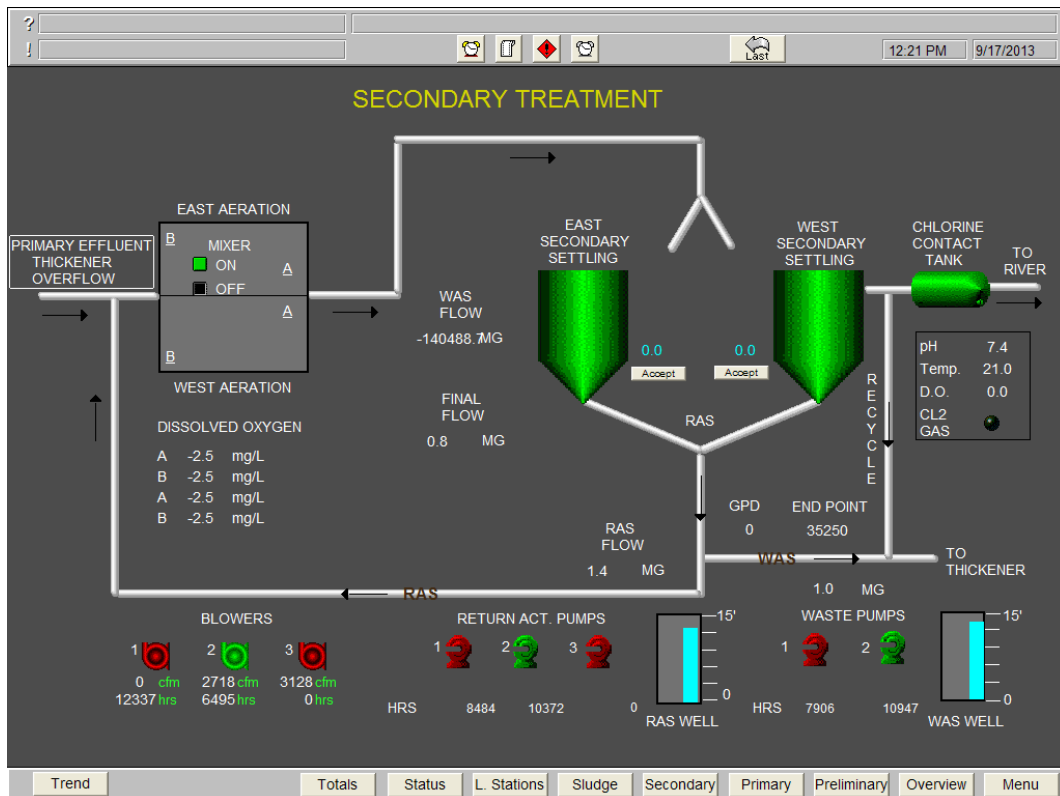 ?
!
Last
12:21 PM 9/17/2013
SECONDARY TREATMENT
EAST AERATION
B
MIXER
ON
A
OFF
A
B
WEST AERATION
PRIMARY EFFLUENT
THICKENER
OVERFLOW
DISSOLVED OXYGEN
A -2.5 mg/L
B -2.5 mg/L
A -2.5 mg/L
B -2.5 mg/L
WAS
FLOW
-140488.7 MG
FINAL
FLOW
0.8 MG
EAST
SECONDARY
SETTLING
WEST
SECONDARY
SETTLING
0.0
Accept
0.0
Accept
RAS
CHLORINE
CONTACT
TANK
TO
RIVER
pH 7.4
Temp. 21.0
D.O. 0.0
CL2
GAS
RECYCLE
GPD
0
END POINT
35250
RAS
FLOW
1.4 MG
WAS
TO
THICKENER
1.0 MG
RAS
BLOWERS
1 2 3
0 cfm 2718 cfm 3128 cfm
12337 hrs 6495 hrs 0 hrs
RETURN ACT. PUMPS
1 2 3
HRS 8484 10372 0
15'
0
RAS WELL
WASTE PUMPS
1 2
HRS 7906 10947
15'
0
WAS WELL
Trend Totals Status L. Stations Sludge Secondary Primary Preliminary Overview Menu